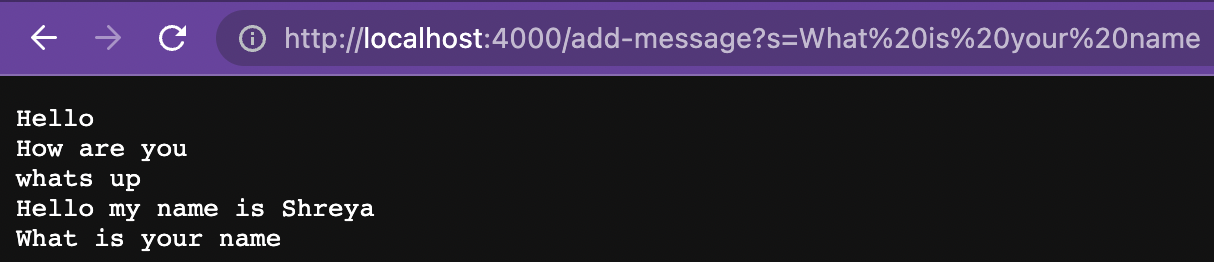 http://localhost:4000/add-message?s=What%20is%20your%20name
Hello
How are you
whats up
Hello my name is Shreya
What is your name